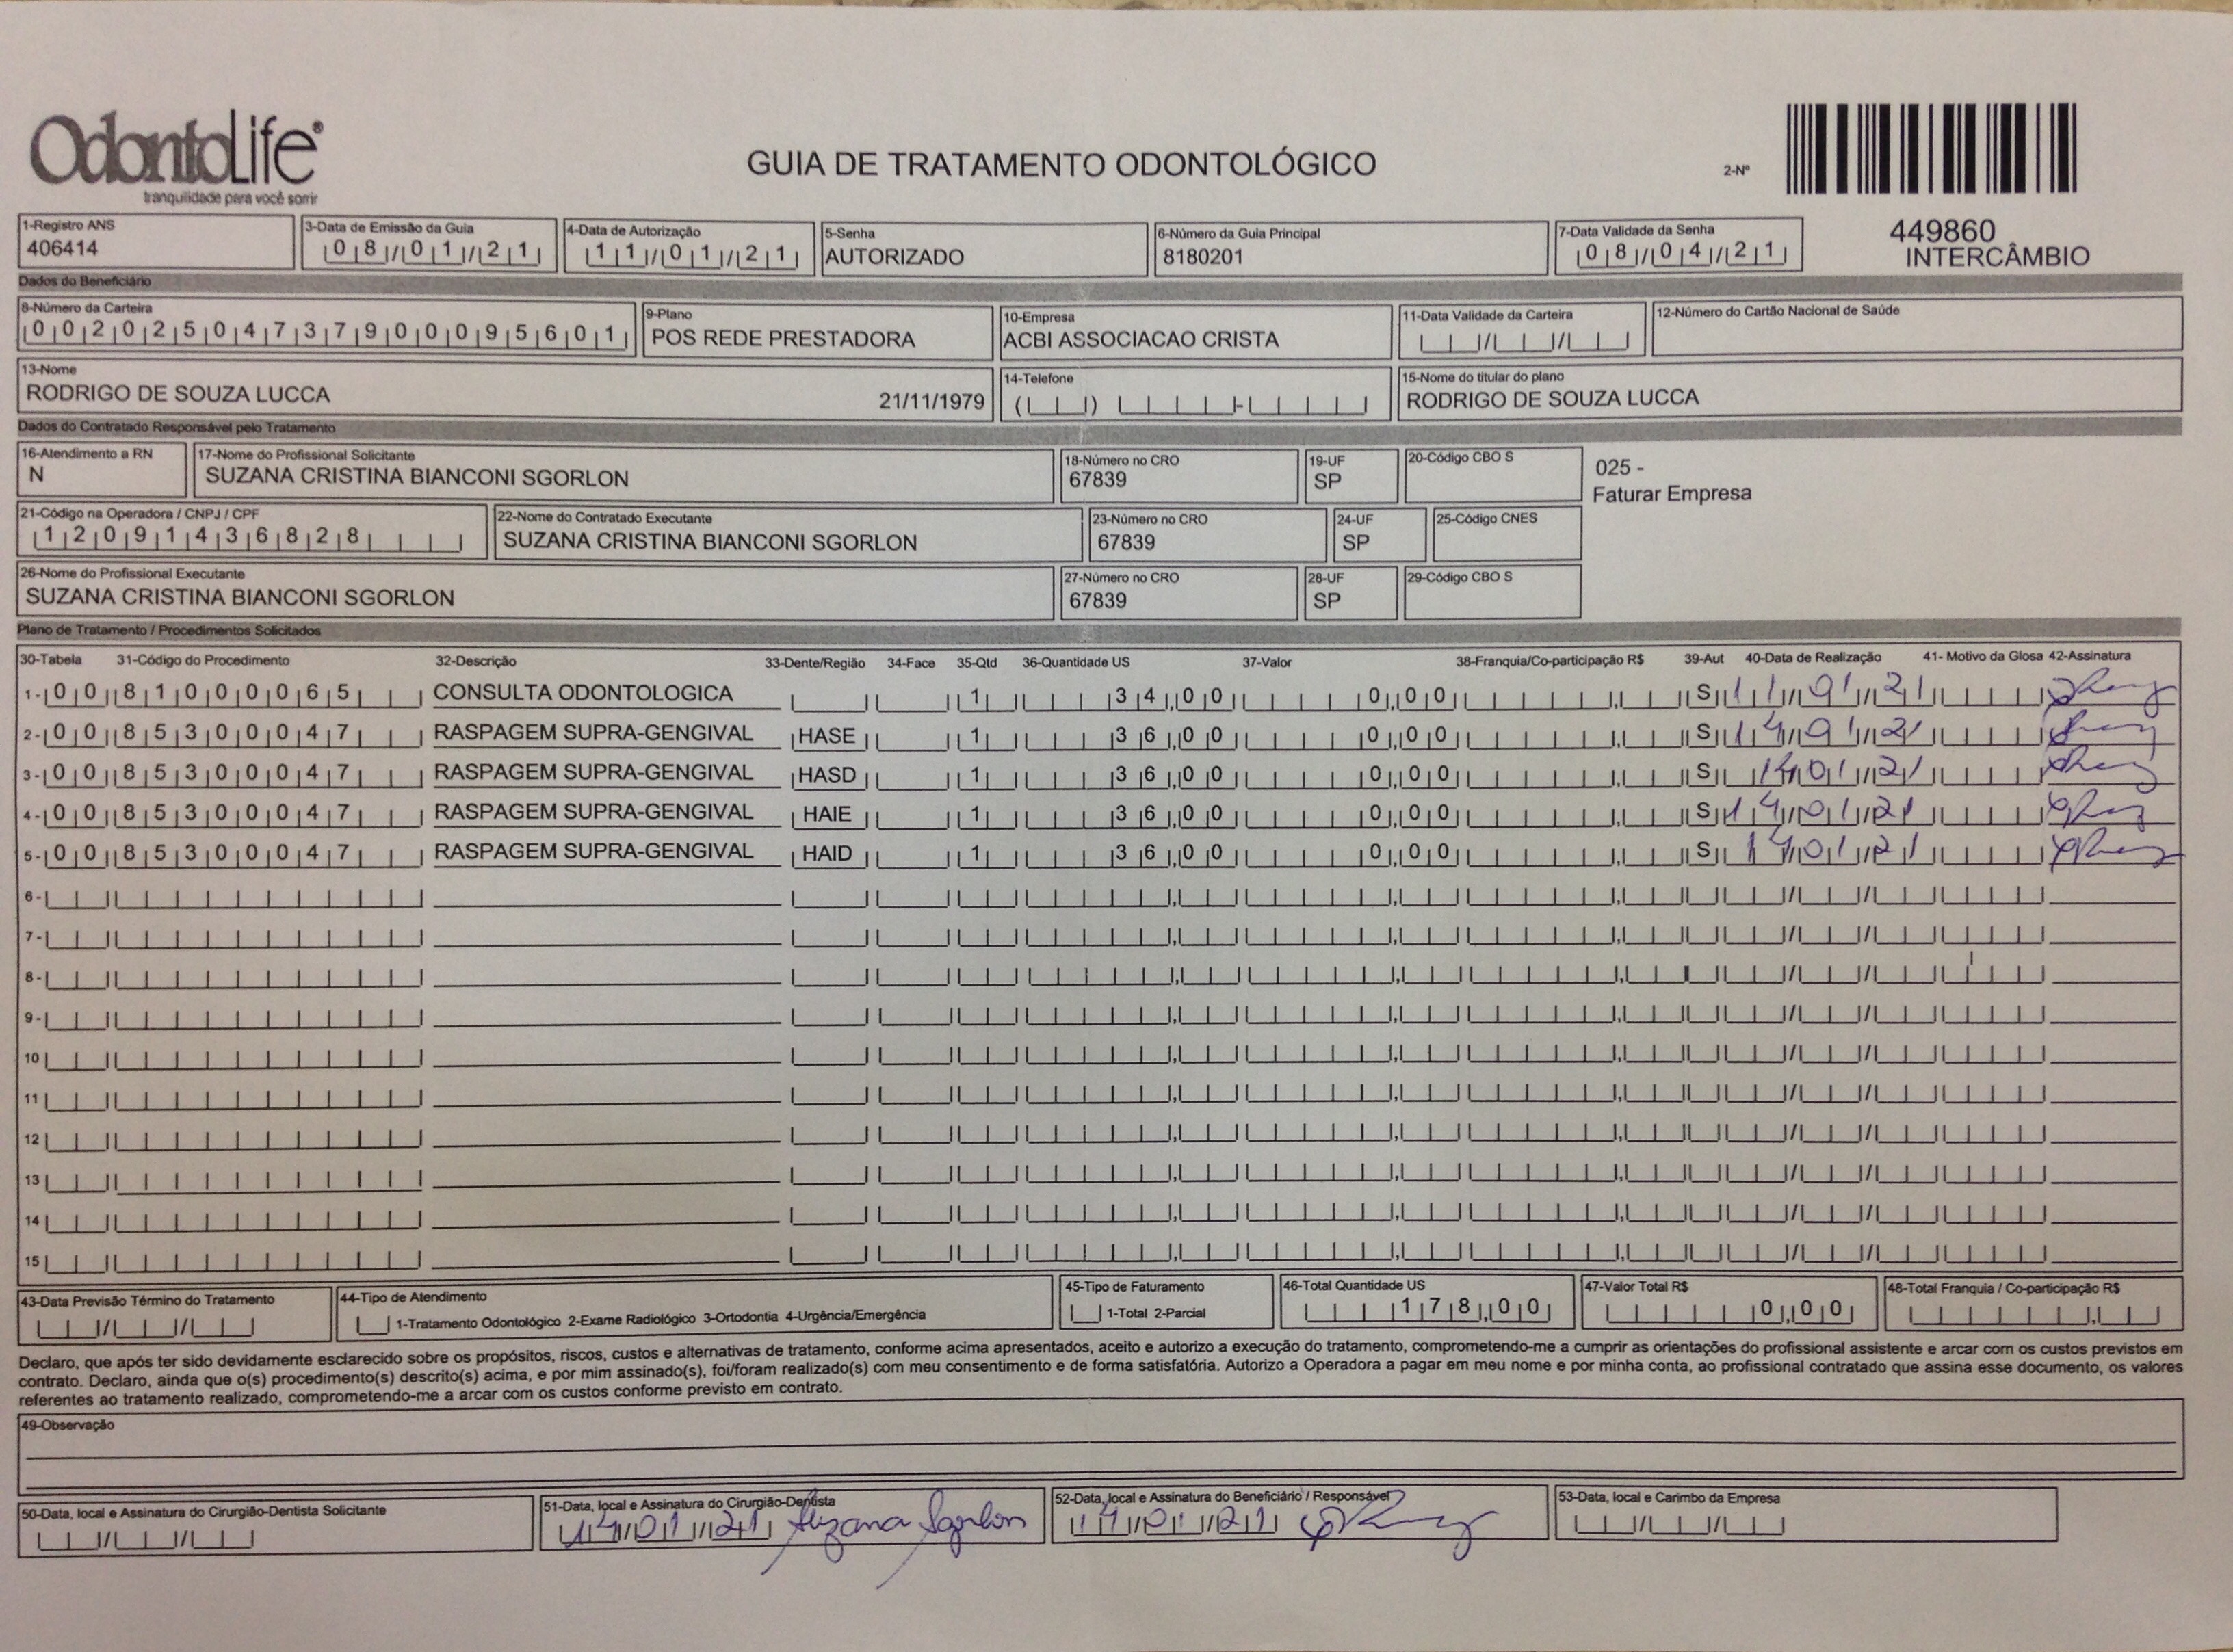 OdontoLife®
tranquilidade para você sorrir
GUIA DE TRATAMENTO ODONTOLÓGICO
2-Nº
449860
INTERCÂMBIO
1-Registro ANS
406414
3-Data de Emissão da Guia
08/01/21
4-Data de Autorização
11/01/21
5-Senha
AUTORIZADO
6-Número da Guia Principal
8180201
7-Data Validade da Senha
08/04/21
Dados do Beneficiário
8-Número da Carteira
00202504737900095601
9-Plano
POS REDE PRESTADORA
10-Empresa
ACBI ASSOCIACAO CRISTA
11-Data Validade da Carteira
12-Número do Cartão Nacional de Saúde
13-Nome
RODRIGO DE SOUZA LUCCA 21/11/1979
14-Telefone
15-Nome do titular do plano
RODRIGO DE SOUZA LUCCA
Dados do Contratado Responsável pelo Tratamento
16-Atendimento a RN
N
17-Nome do Profissional Solicitante
SUZANA CRISTINA BIANCONI SGORLON
18-Número no CRO
67839
19-UF
SP
20-Código CBO S
025 -
Faturar Empresa
21-Código na Operadora / CNPJ / CPF
12091436828
22-Nome do Contratado Executante
SUZANA CRISTINA BIANCONI SGORLON
23-Número no CRO
67839
24-UF
SP
25-Código CNES
26-Nome do Profissional Executante
SUZANA CRISTINA BIANCONI SGORLON
27-Número no CRO
67839
28-UF
SP
29-Código CBO S
Plano de Tratamento / Procedimentos Solicitados
30-Tabela 31-Código do Procedimento 32-Descrição 33-Dente/Região 34-Face 35-Qtd 36-Quantidade US 37-Valor 38-Franquia/Co-participação R$ 39-Aut 40-Data de Realização 41- Motivo da Glosa 42-Assinatura
1- 00 81000065 CONSULTA ODONTOLOGICA 1 34,00 0,00 S 11/01/21
2- 00 85300047 RASPAGEM SUPRA-GENGIVAL HASE 1 36,00 0,00 S 14/01/21
3- 00 85300047 RASPAGEM SUPRA-GENGIVAL HASD 1 36,00 0,00 S 14/01/21
4- 00 85300047 RASPAGEM SUPRA-GENGIVAL HAIE 1 36,00 0,00 S 14/01/21
5- 00 85300047 RASPAGEM SUPRA-GENGIVAL HAID 1 36,00 0,00 S 14/01/21
6-
7-
8-
9-
10
11
12
13
14
15
43-Data Previsão Término do Tratamento
44-Tipo de Atendimento
1-Tratamento Odontológico 2-Exame Radiológico 3-Ortodontia 4-Urgência/Emergência
45-Tipo de Faturamento
1-Total 2-Parcial
46-Total Quantidade US
178,00
47-Valor Total R$
0,00
48-Total Franquia / Co-participação R$
Declaro, que após ter sido devidamente esclarecido sobre os propósitos, riscos, custos e alternativas de tratamento, conforme acima apresentados, aceito e autorizo a execução do tratamento, comprometendo-me a cumprir as orientações do profissional assistente e arcar com os custos previstos em
contrato. Declaro, ainda que o(s) procedimento(s) descrito(s) acima, e por mim assinado(s), foi/foram realizado(s) com meu consentimento e de forma satisfatória. Autorizo a Operadora a pagar em meu nome e por minha conta, ao profissional contratado que assina esse documento, os valores
referentes ao tratamento realizado, comprometendo-me a arcar com os custos conforme previsto em contrato.
49-Observação
50-Data, local e Assinatura do Cirurgião-Dentista Solicitante
51-Data, local e Assinatura do Cirurgião-Dentista
14/01/21 Suzana Sgorlon
52-Data, local e Assinatura do Beneficiário / Responsável
14/01/21
53-Data, local e Carimbo da Empresa